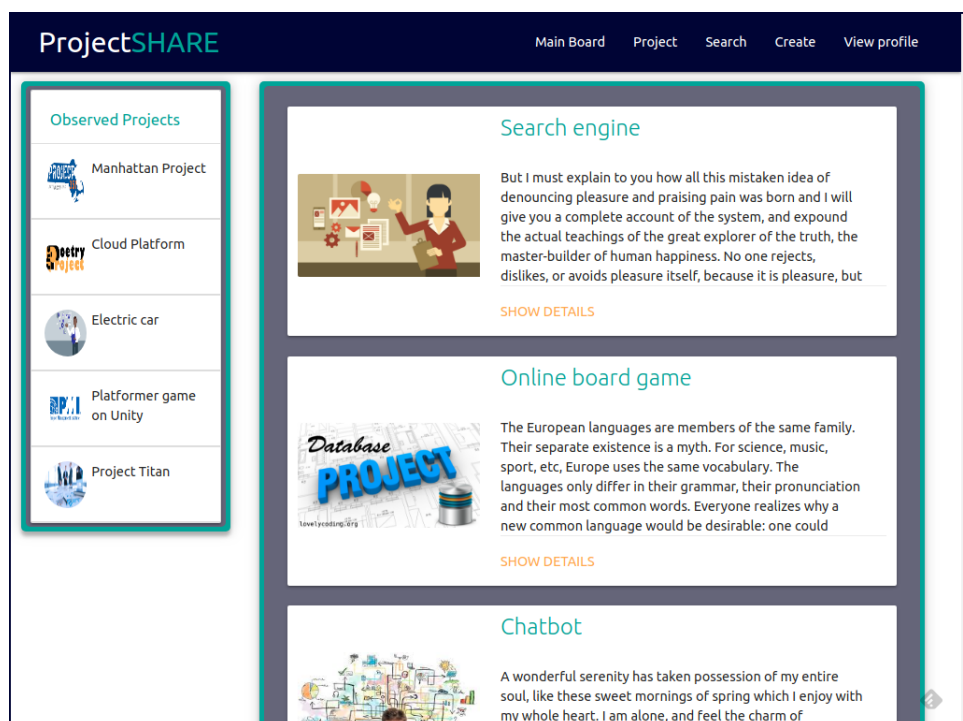 ProjectSHARE
Main Board Project Search Create View profile
Observed Projects
PROJECT
Manhattan Project
Poetry
Project
Cloud Platform
Electric car
Platformer game
on Unity
Project Titan
Search engine
But I must explain to you how all this mistaken idea of
denouncing pleasure and praising pain was born and I will
give you a complete account of the system, and expound
the actual teachings of the great explorer of the truth, the
master-builder of human happiness. No one rejects,
dislikes, or avoids pleasure itself, because it is pleasure, but
SHOW DETAILS
Online board game
Database
PROJECT
lovelycoding.org
The European languages are members of the same family.
Their separate existence is a myth. For science, music,
sport, etc, Europe uses the same vocabulary. The
languages only differ in their grammar, their pronunciation
and their most common words. Everyone realizes why a
new common language would be desirable: one could
SHOW DETAILS
Chatbot
A wonderful serenity has taken possession of my entire
soul, like these sweet mornings of spring which I enjoy with
my whole heart. I am alone, and feel the charm of